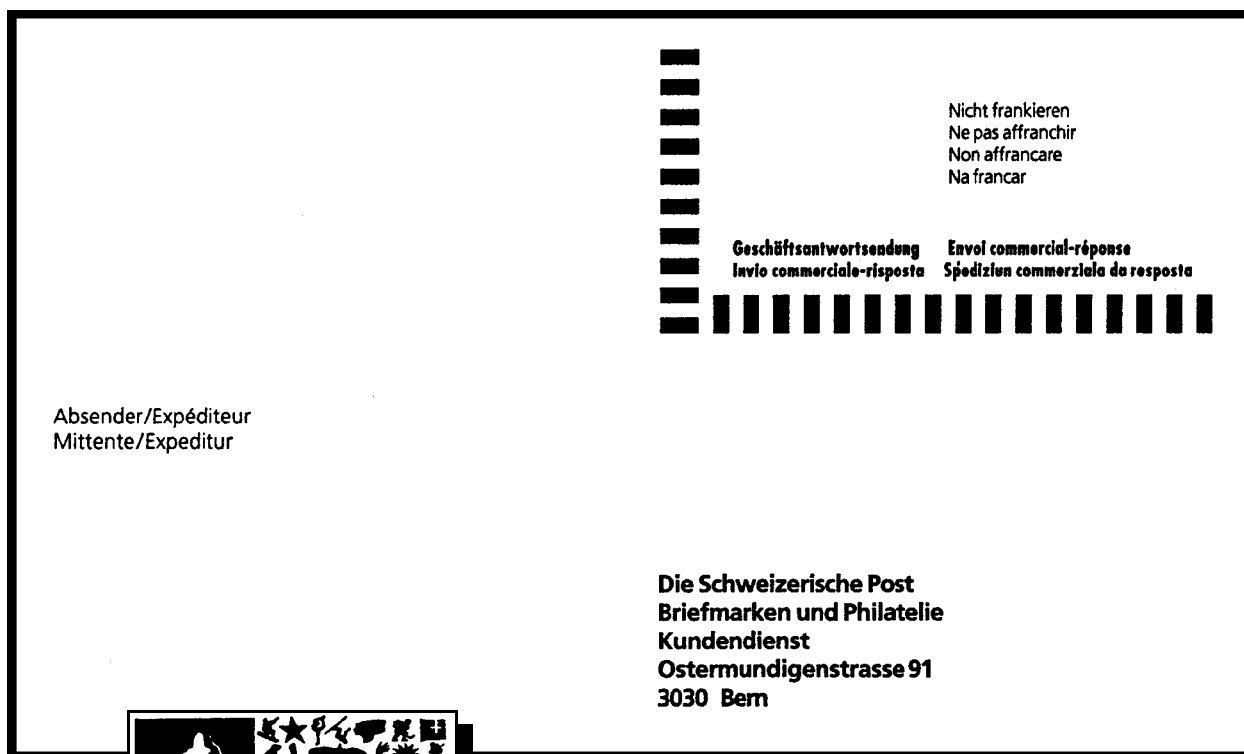 Nicht frankieren
Ne pas affranchir
Non affrancare
Na francar
Geschäftsantwortsendung Envoi commercial-réponse
Invio commerciale-risposta Spediziun commerziala da resposta
Absender/Expéditeur
Mittente/Expeditur
Die Schweizerische Post
Briefmarken und Philatelie
Kundendienst
Ostermundigenstrasse 91
3030 Bern